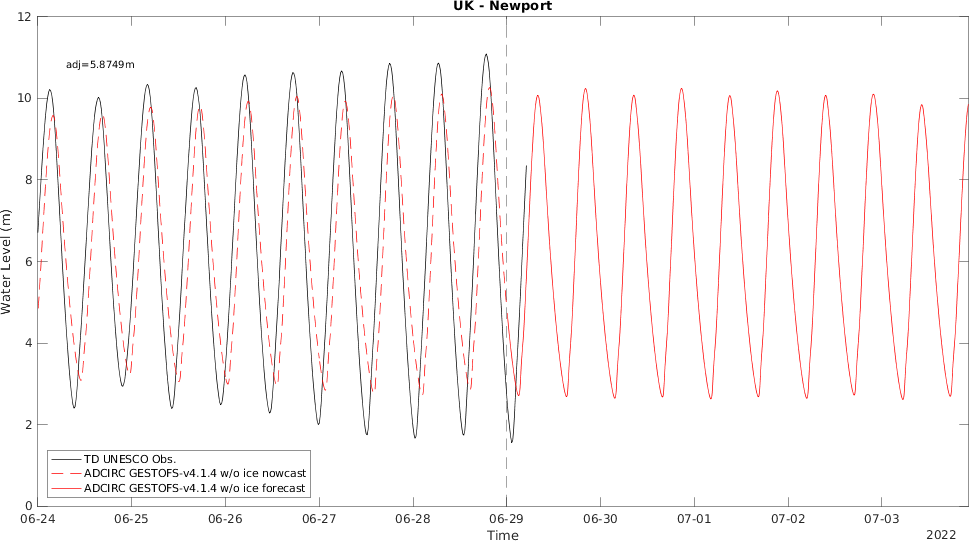 UK - Newport
12
adj=5.8749m
10
8
6
4
2
0
Water Level (m)
TD UNESCO Obs.
ADCIRC GESTOFS-v4.1.4 w/o ice nowcast
ADCIRC GESTOFS-v4.1.4 w/o ice forecast
06-24 06-25 06-26 06-27 06-28 06-29 06-30 07-01 07-02 07-03
Time
2022